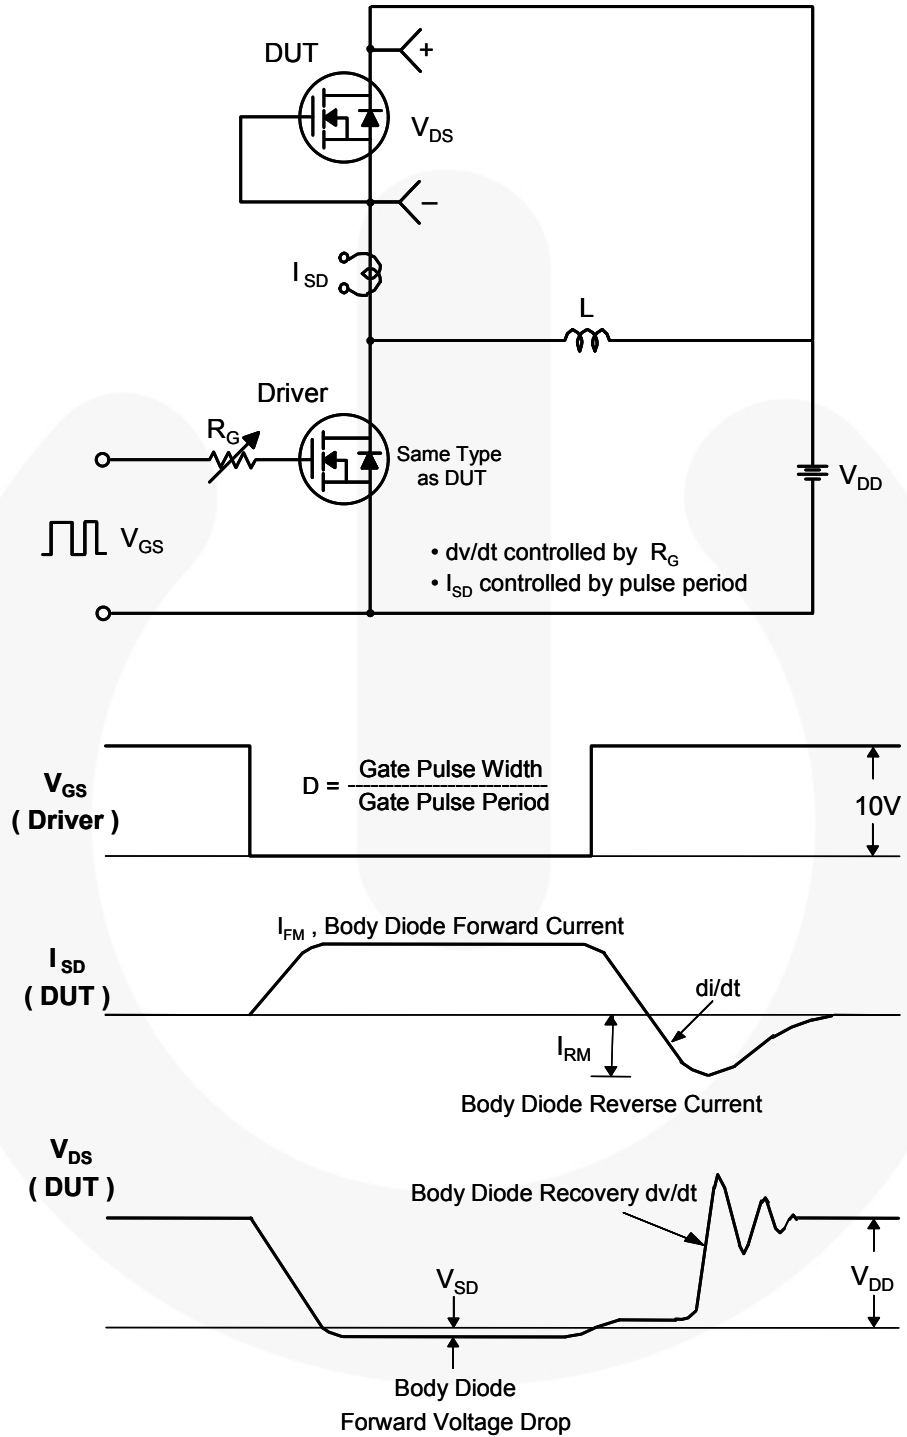 DUT
+
V_DS
–
I_SD
L
Driver
R_G
Same Type
as DUT
V_DD
V_GS
• dv/dt controlled by R_G
• I_SD controlled by pulse period
V_GS
( Driver )
D = Gate Pulse Width
Gate Pulse Period
10V
I_FM , Body Diode Forward Current
I_SD
( DUT )
di/dt
I_RM
Body Diode Reverse Current
V_DS
( DUT )
Body Diode Recovery dv/dt
V_SD
V_DD
Body Diode
Forward Voltage Drop